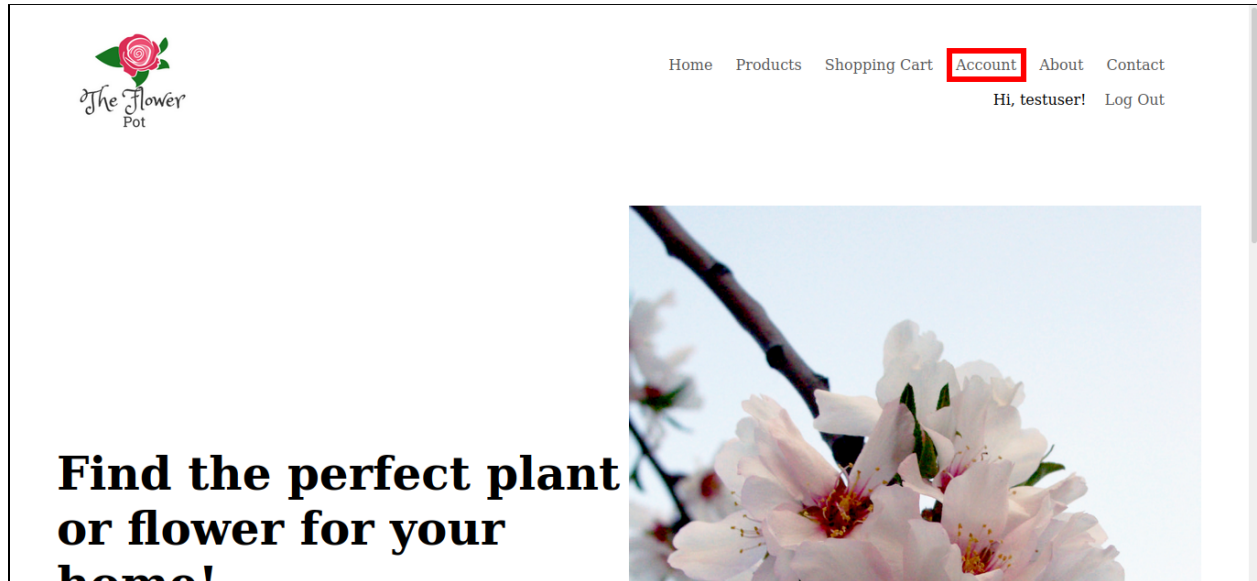 The Flower
Pot
Home Products Shopping Cart Account About Contact
Hi, testuser! Log Out
Find the perfect plant
or flower for your
home!